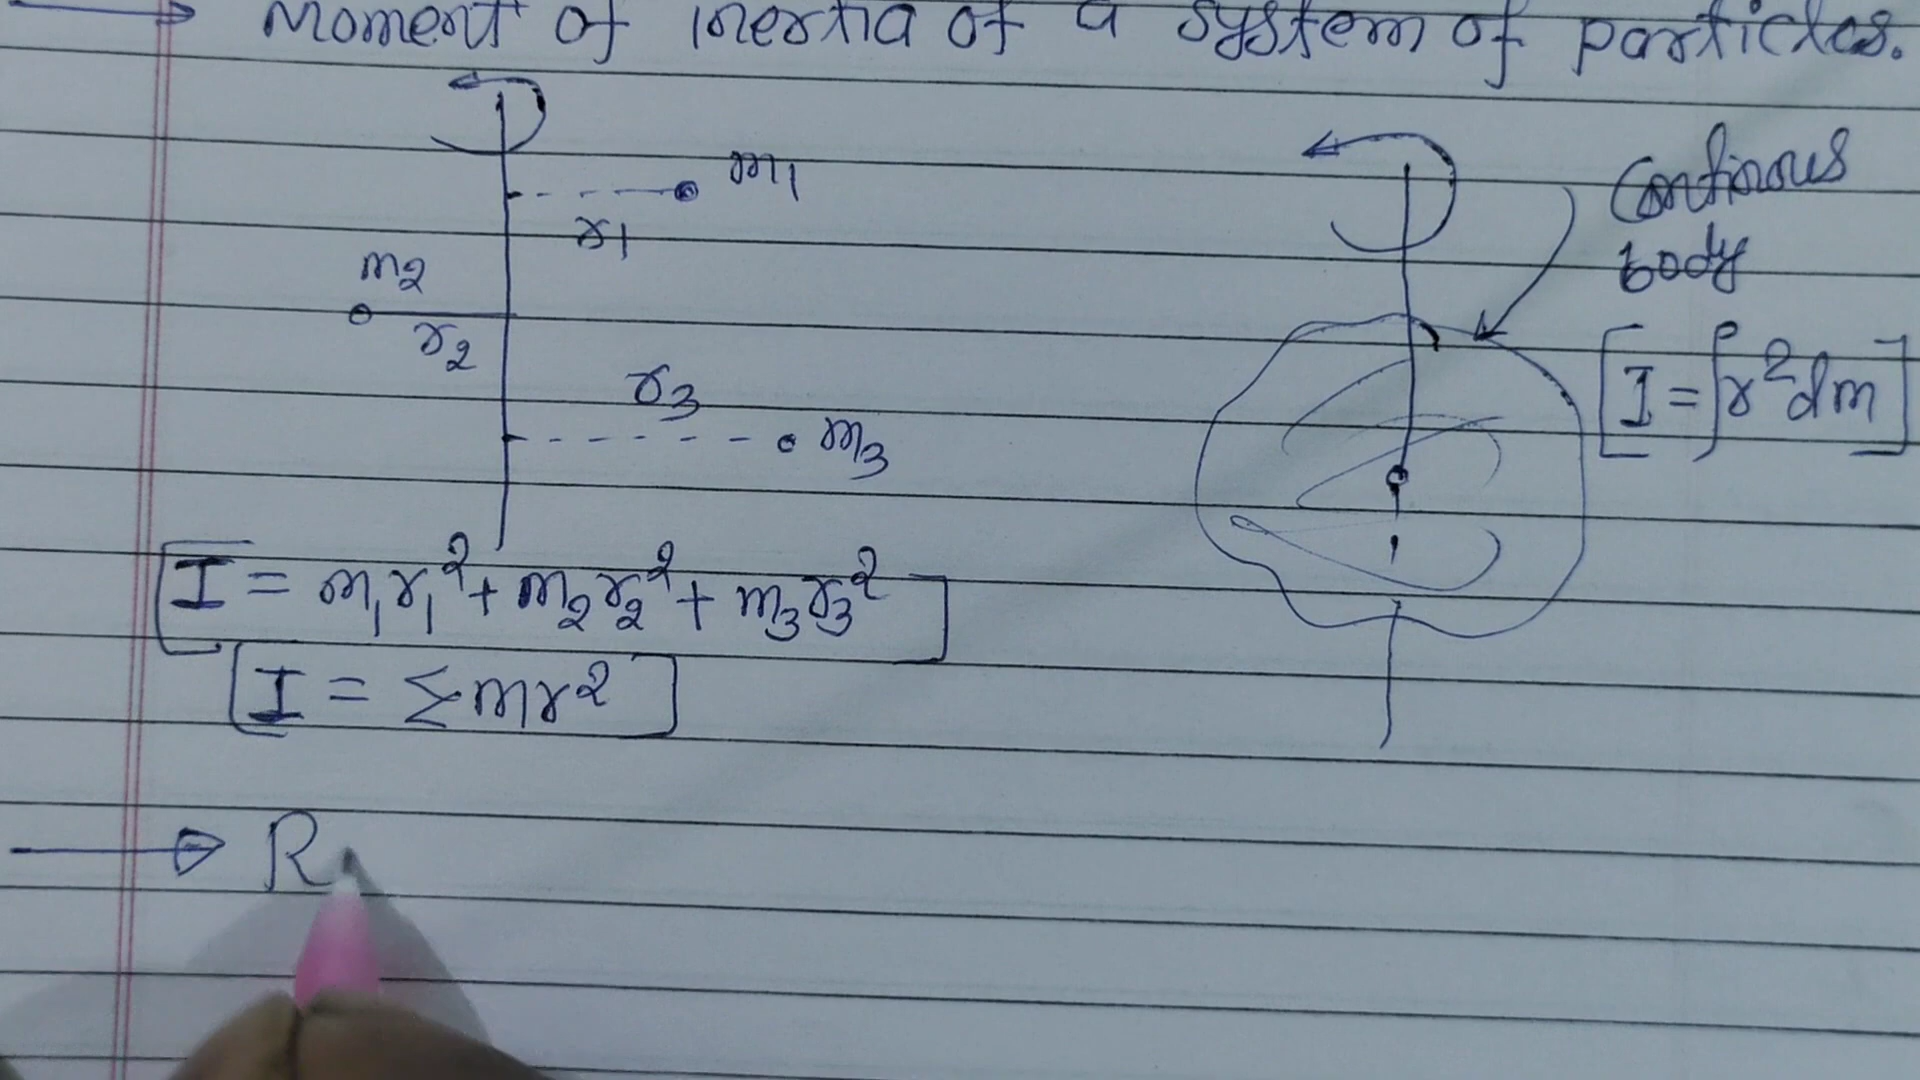 Moment of inertia of a system of particles.
m1
r1
m2
r2
r3
m3
I = m₁r₁² + m₂r₂² + m₃r₃²
I = Σmr²
Continous
body
I = ∫r²dm
R